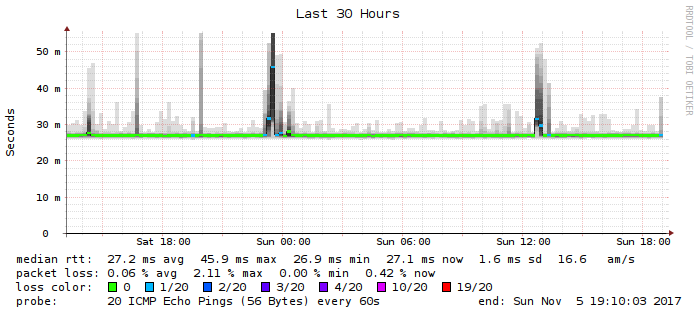 Last 30 Hours
RRDTOOL / TOBI OETIKER
Seconds
50 m
40 m
30 m
20 m
10 m
0
Sat 18:00 Sun 00:00 Sun 06:00 Sun 12:00 Sun 18:00
median rtt: 27.2 ms avg 45.9 ms max 26.9 ms min 27.1 ms now 1.6 ms sd 16.6 am/s
packet loss: 0.06 % avg 2.11 % max 0.00 % min 0.42 % now
loss color: 0 1/20 2/20 3/20 4/20 10/20 19/20
probe: 20 ICMP Echo Pings (56 Bytes) every 60s end: Sun Nov 5 19:10:03 2017